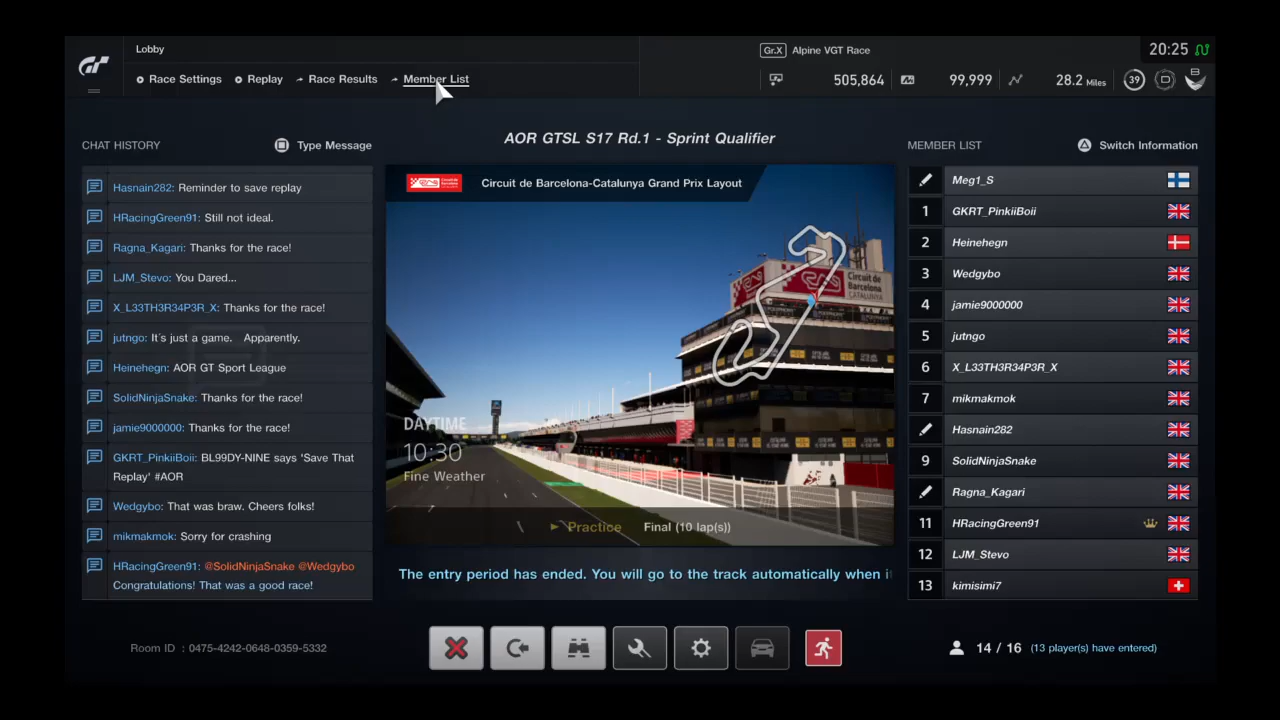 Lobby
Race Settings
Replay
Race Results
Member List
Gr.X Alpine VGT Race
20:25
505,864
99,999
28.2 Miles
39
D
B
CHAT HISTORY
Type Message
Hasnain282: Reminder to save replay
HRacingGreen91: Still not ideal.
Ragna_Kagari: Thanks for the race!
LJM_Stevo: You Dared...
X_L33TH3R34P3R_X: Thanks for the race!
jutngo: It's just a game. Apparently.
Heinehegn: AOR GT Sport League
SolidNinjaSnake: Thanks for the race!
jamie9000000: Thanks for the race!
GKRT_PinkiiBoii: BL99DY-NINE says 'Save That
Replay' #AOR
Wedgybo: That was braw. Cheers folks!
mikmakmok: Sorry for crashing
HRacingGreen91: @SolidNinjaSnake @Wedgybo
Congratulations! That was a good race!
AOR GTSL S17 Rd.1 - Sprint Qualifier
Circuit de Barcelona-Catalunya Grand Prix Layout
Circuit de
Barcelona
CATALUNYA
DAYTIME
10:30
Fine Weather
Practice
Final (10 lap(s))
The entry period has ended. You will go to the track automatically when i
MEMBER LIST
Switch Information
Meg1_S
1 GKRT_PinkiiBoii
2 Heinehegn
3 Wedgybo
4 jamie9000000
5 jutngo
6 X_L33TH3R34P3R_X
7 mikmakmok
Hasnain282
9 SolidNinjaSnake
Ragna_Kagari
11 HRacingGreen91
12 LJM_Stevo
13 kimisimi7
Room ID : 0475-4242-0648-0359-5332
14 / 16 (13 player(s) have entered)